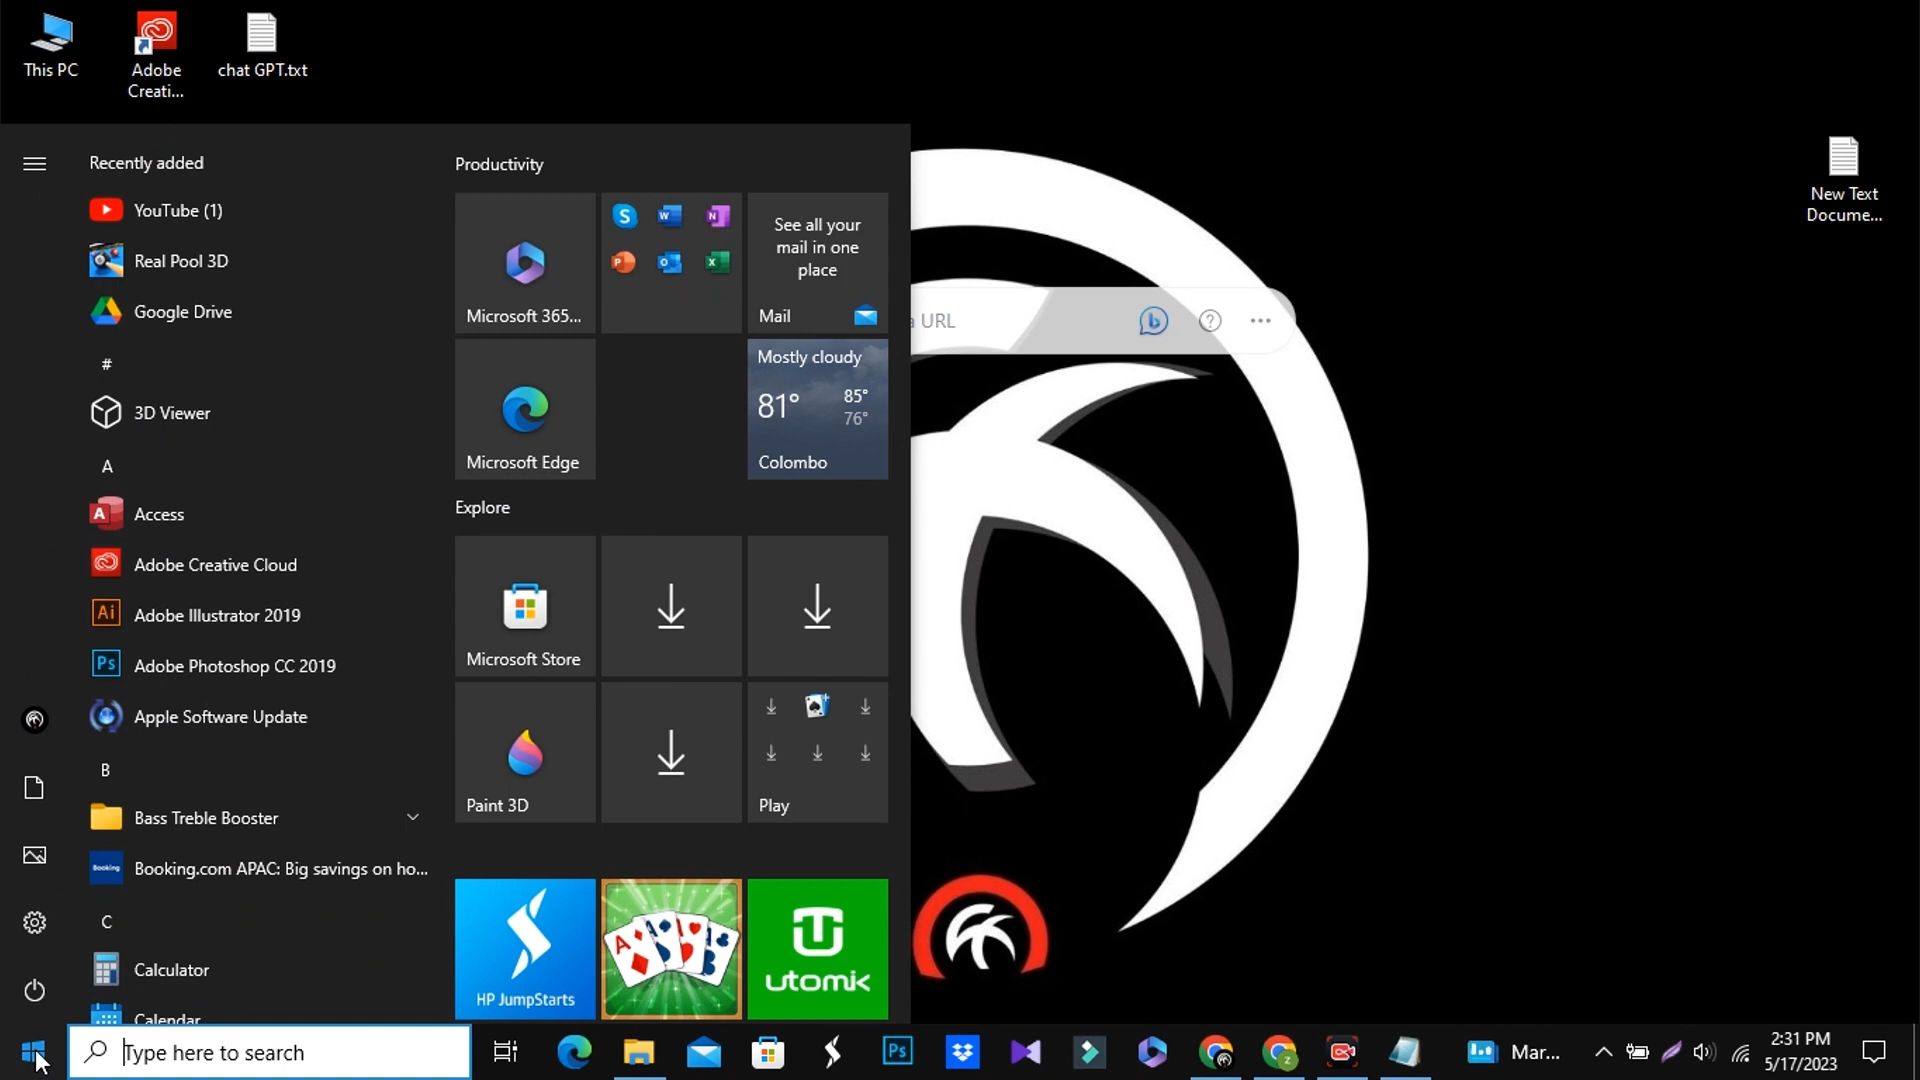 This PC
Adobe
Creati...
chat GPT.txt
New Text
Docume...
Recently added
YouTube (1)
Real Pool 3D
Google Drive
#
3D Viewer
A
Access
Adobe Creative Cloud
Adobe Illustrator 2019
Adobe Photoshop CC 2019
Apple Software Update
B
Bass Treble Booster
Booking.com APAC: Big savings on ho...
C
Calculator
Calendar
Productivity
Microsoft 365...
See all your
mail in one
place
Mail
Microsoft Edge
Mostly cloudy
81°
85°
76°
Colombo
Explore
Microsoft Store
Paint 3D
Play
HP JumpStarts
utomik
a URL
Type here to search
Mar...
2:31 PM
5/17/2023